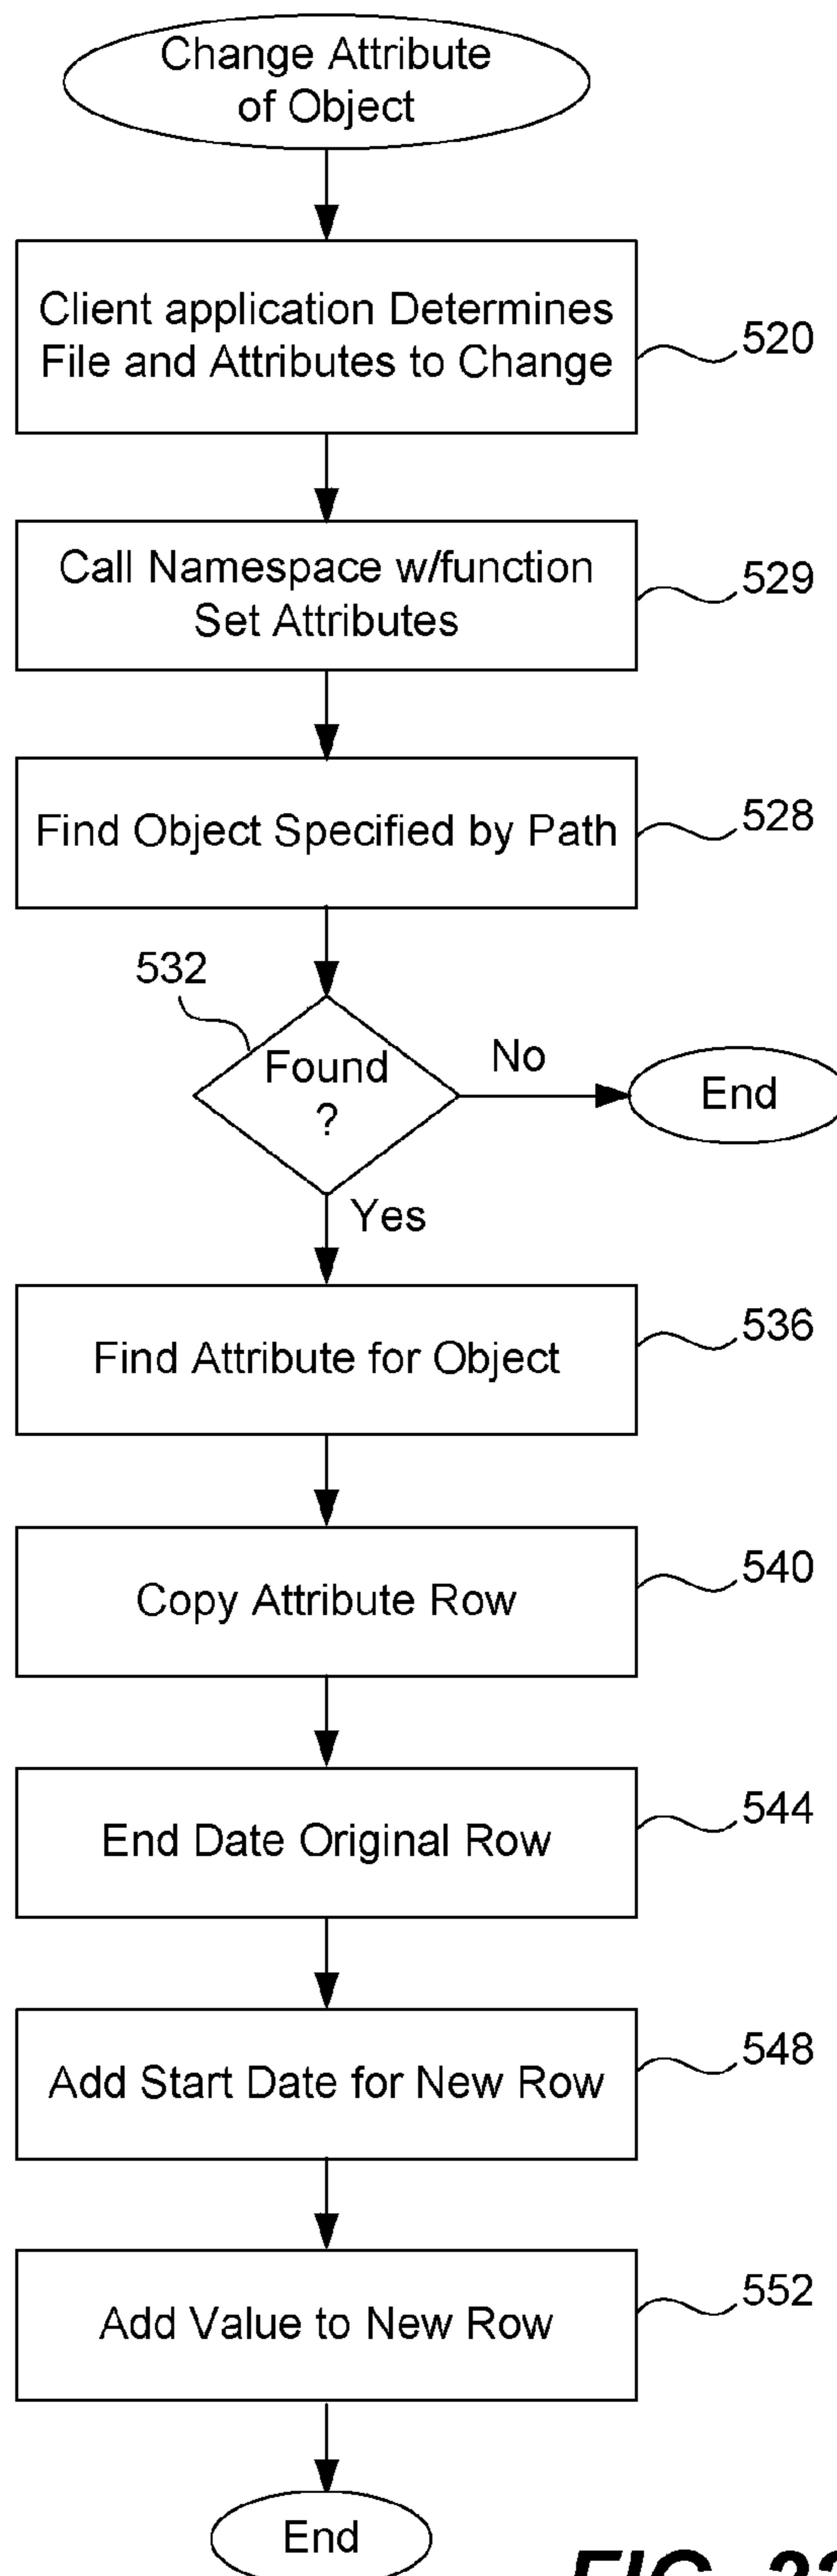 Change Attribute
of Object
Client application Determines
File and Attributes to Change
520
Call Namespace w/function
Set Attributes
529
Find Object Specified by Path
528
532
Found
?
No
End
Yes
Find Attribute for Object
536
Copy Attribute Row
540
End Date Original Row
544
Add Start Date for New Row
548
Add Value to New Row
552
End
FIG.